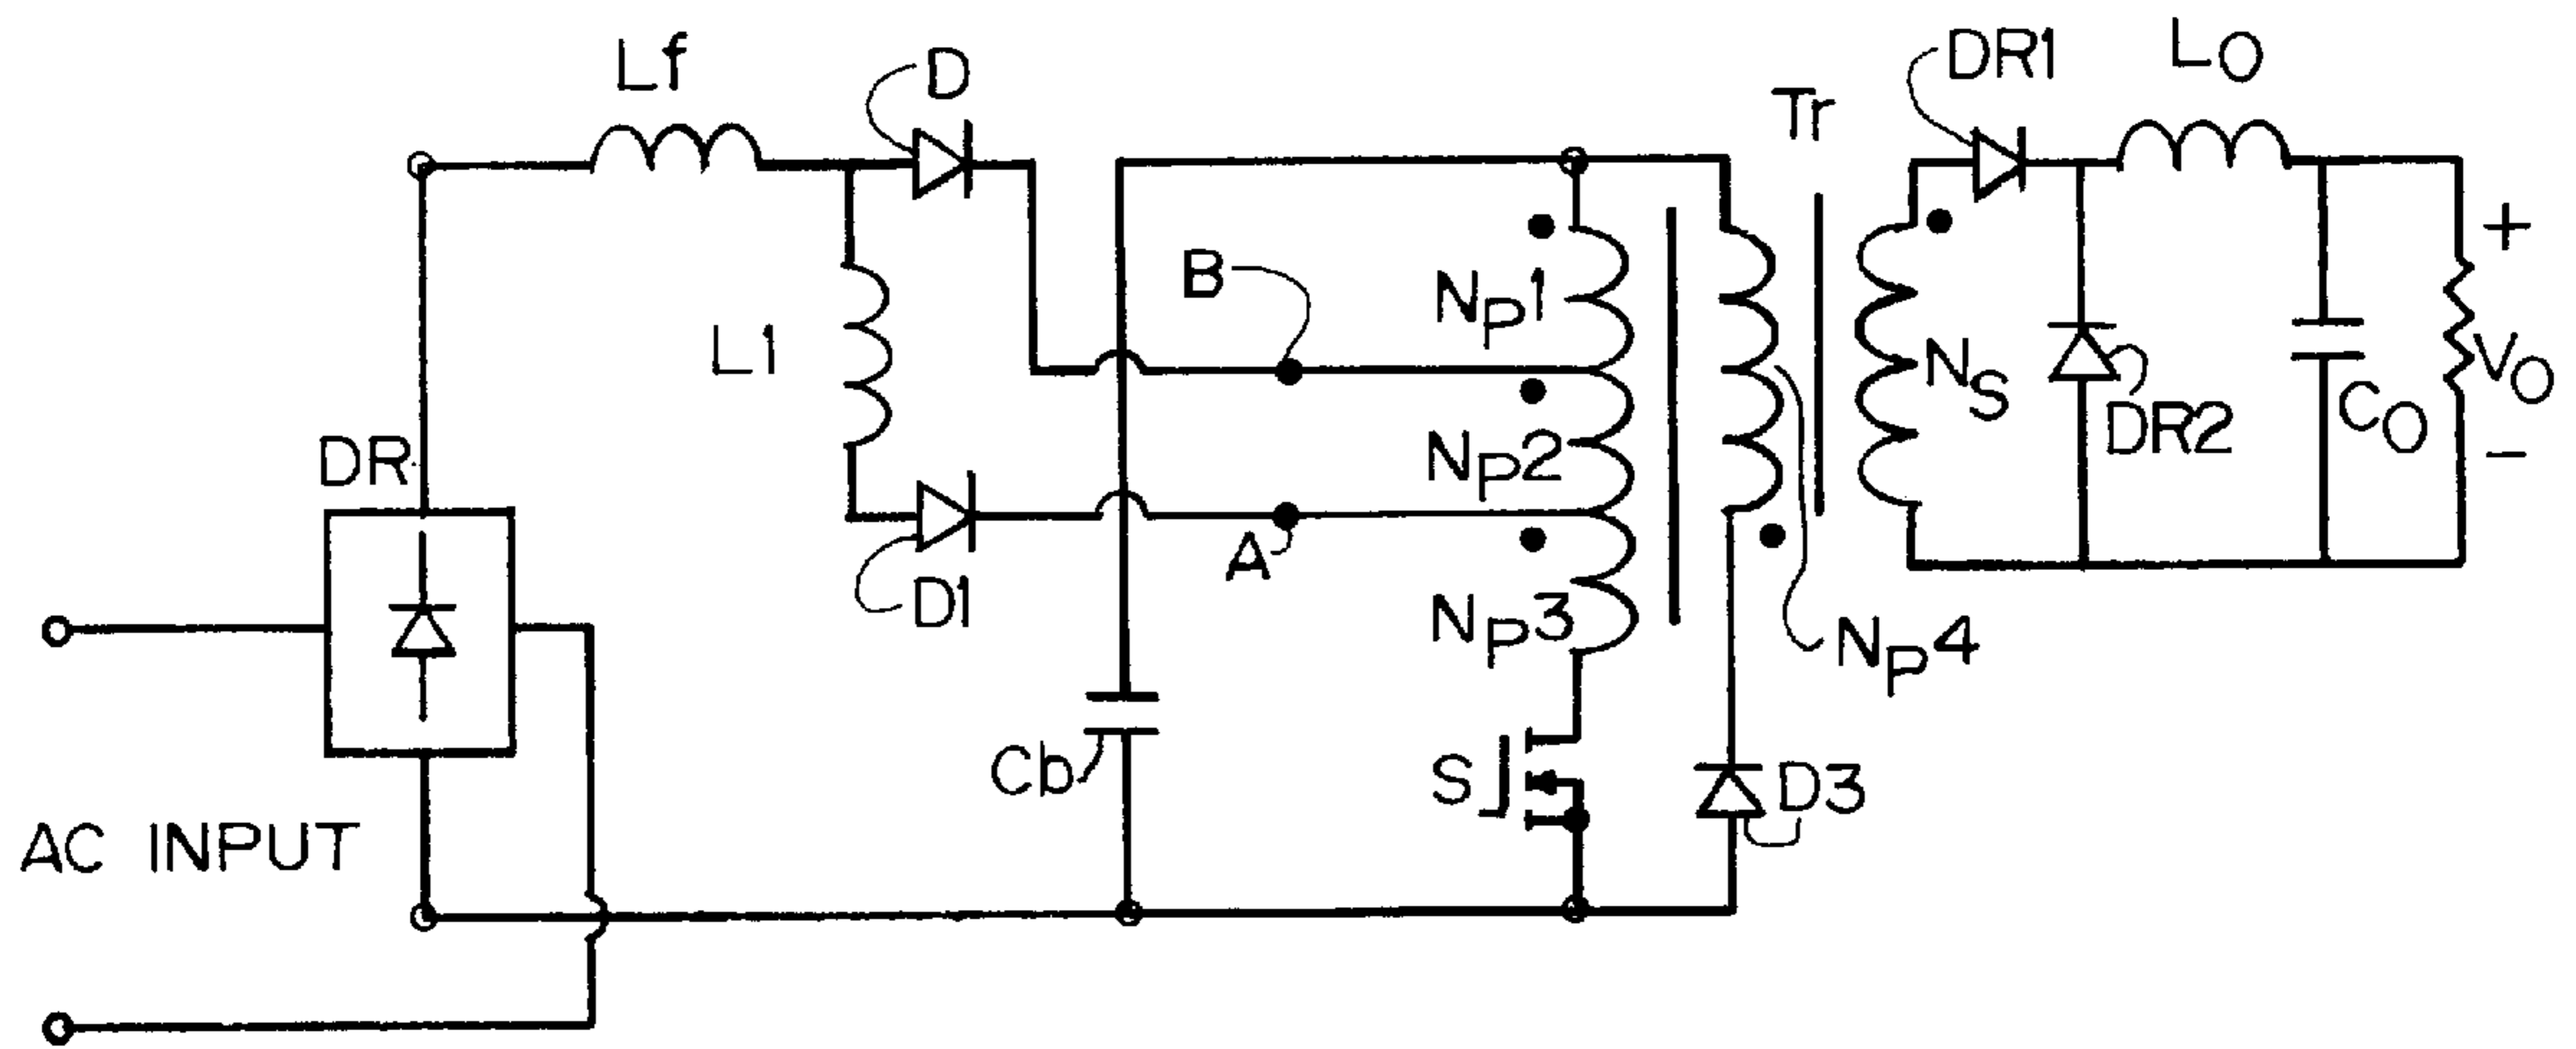 Lf
D
DR1
LO
Tr
B
NP1
+
L1
NS
VO
DR
NP2
DR2
CO
-
A
D1
NP3
NP4
Cb
S
D3
AC INPUT